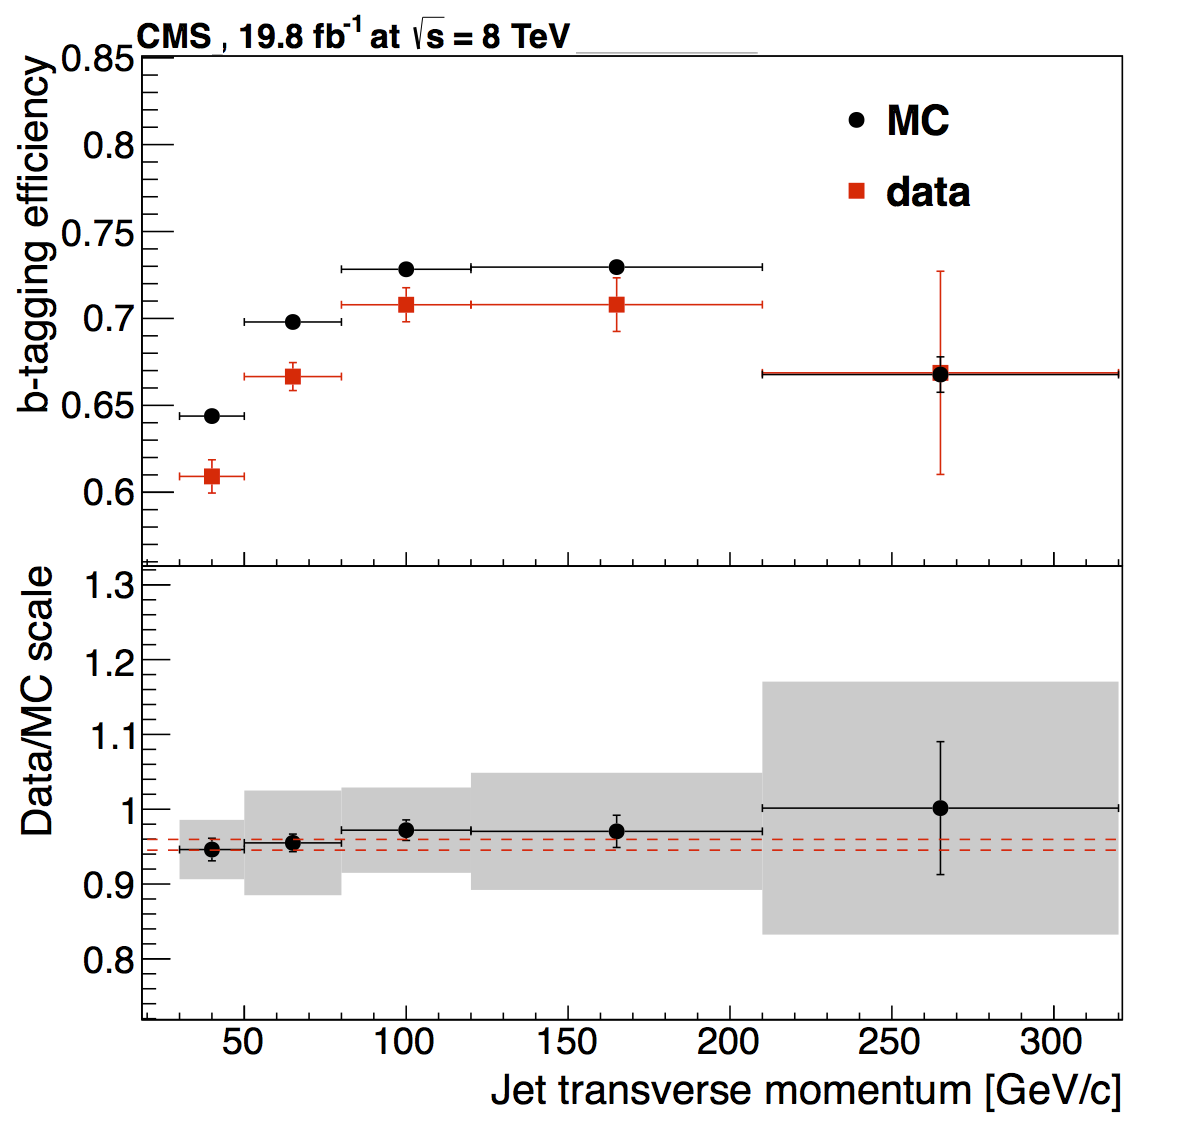 CMS , 19.8 fb⁻¹ at √s = 8 TeV
b-tagging efficiency
0.85
0.8
0.75
0.7
0.65
0.6
MC
data
Data/MC scale
1.3
1.2
1.1
1
0.9
0.8
50 100 150 200 250 300
Jet transverse momentum [GeV/c]